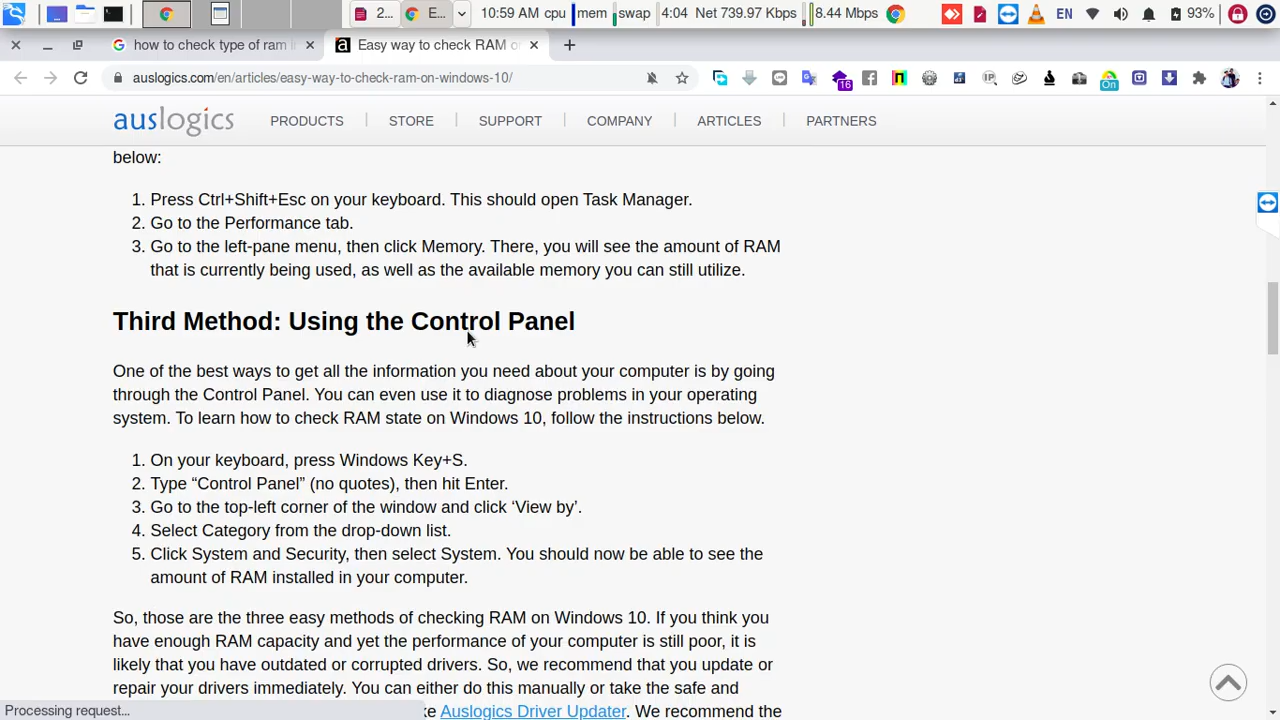 2... E... 10:59 AM cpu mem swap 4:04 Net 739.97 Kbps 8.44 Mbps EN 93%
how to check type of ram i Easy way to check RAM o
auslogics.com/en/articles/easy-way-to-check-ram-on-windows-10/ 16 IP On
auslogics PRODUCTS STORE SUPPORT COMPANY ARTICLES PARTNERS
below:
1. Press Ctrl+Shift+Esc on your keyboard. This should open Task Manager.
2. Go to the Performance tab.
3. Go to the left-pane menu, then click Memory. There, you will see the amount of RAM
that is currently being used, as well as the available memory you can still utilize.
Third Method: Using the Control Panel
One of the best ways to get all the information you need about your computer is by going
through the Control Panel. You can even use it to diagnose problems in your operating
system. To learn how to check RAM state on Windows 10, follow the instructions below.
1. On your keyboard, press Windows Key+S.
2. Type “Control Panel” (no quotes), then hit Enter.
3. Go to the top-left corner of the window and click ‘View by’.
4. Select Category from the drop-down list.
5. Click System and Security, then select System. You should now be able to see the
amount of RAM installed in your computer.
So, those are the three easy methods of checking RAM on Windows 10. If you think you
have enough RAM capacity and yet the performance of your computer is still poor, it is
likely that you have outdated or corrupted drivers. So, we recommend that you update or
repair your drivers immediately. You can either do this manually or take the safe and
Processing request... ke Auslogics Driver Updater. We recommend the